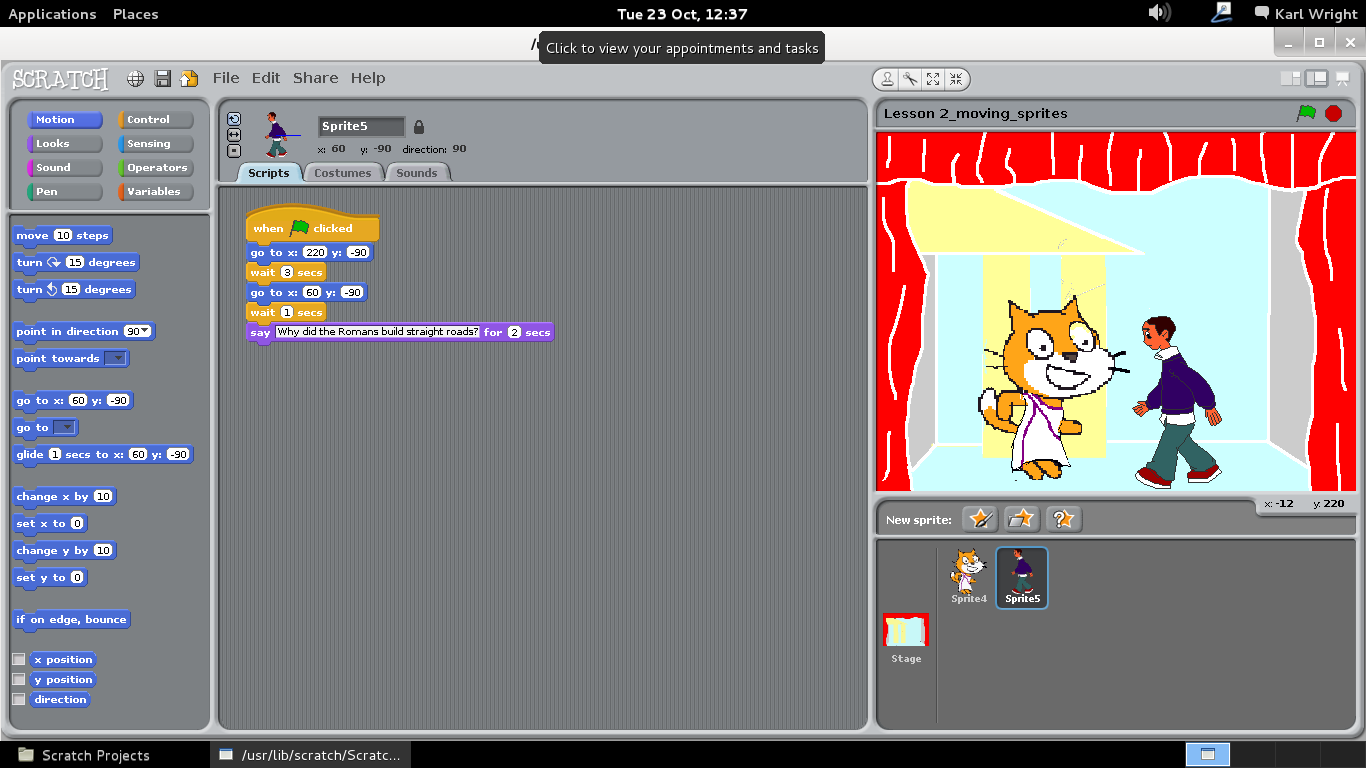 Applications Places
Tue 23 Oct, 12:37
Karl Wright
Click to view your appointments and tasks
SCRATCH
File Edit Share Help
Motion
Control
Looks
Sensing
Sound
Operators
Pen
Variables
move 10 steps
turn 15 degrees
turn 15 degrees
point in direction 90
point towards
go to x: 60 y: -90
go to
glide 1 secs to x: 60 y: -90
change x by 10
set x to 0
change y by 10
set y to 0
if on edge, bounce
x position
y position
direction
Sprite5
x: 60 y: -90 direction: 90
Scripts Costumes Sounds
when clicked
go to x: 220 y: -90
wait 3 secs
go to x: 60 y: -90
wait 1 secs
say Why did the Romans build straight roads? for 2 secs
Lesson 2_moving_sprites
x: -12 y: 220
New sprite:
Sprite4
Sprite5
Stage
Scratch Projects
/usr/lib/scratch/Scratc...